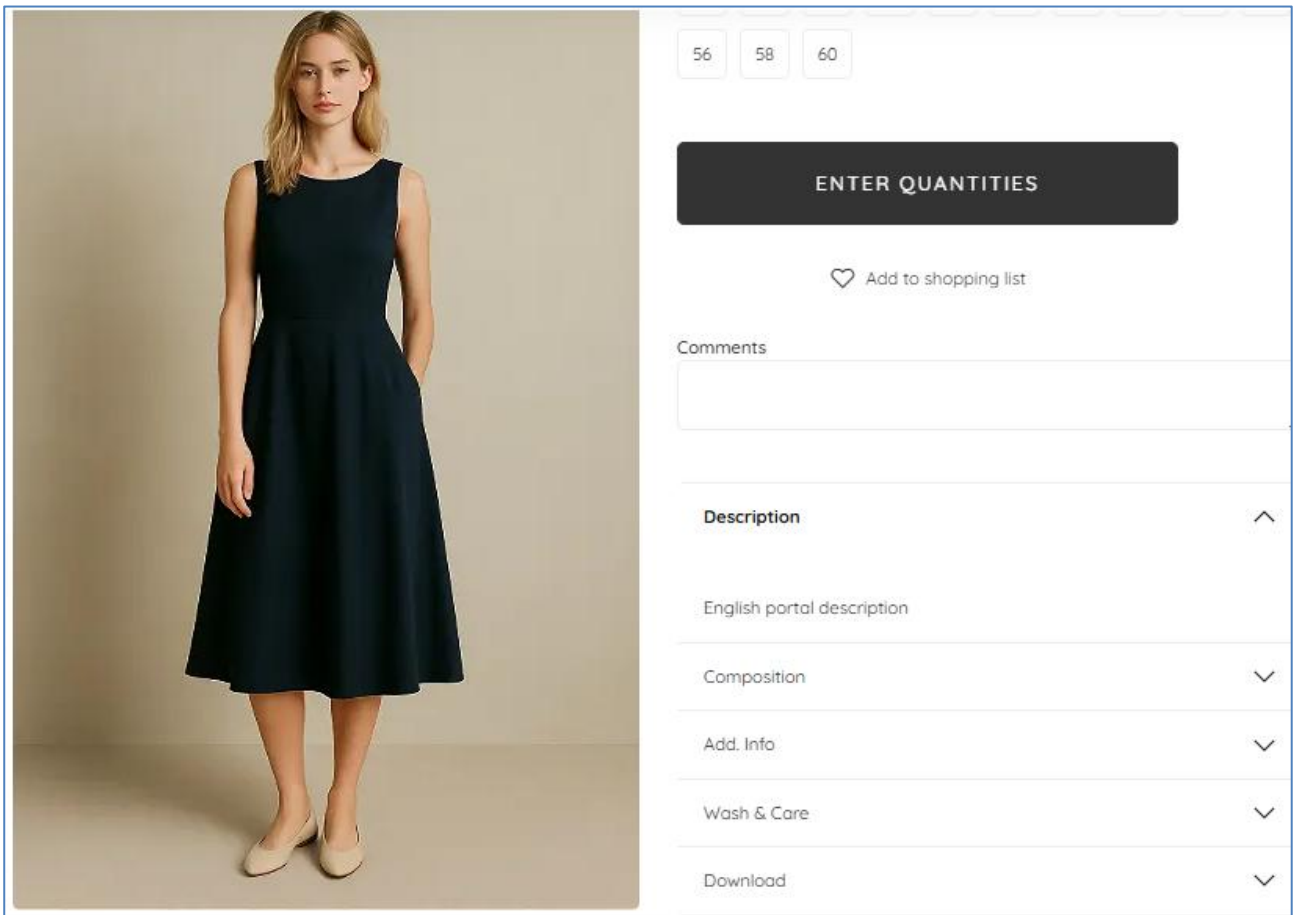 56 58 60
ENTER QUANTITIES
Add to shopping list
Comments
Description
English portal description
Composition
Add. Info
Wash & Care
Download